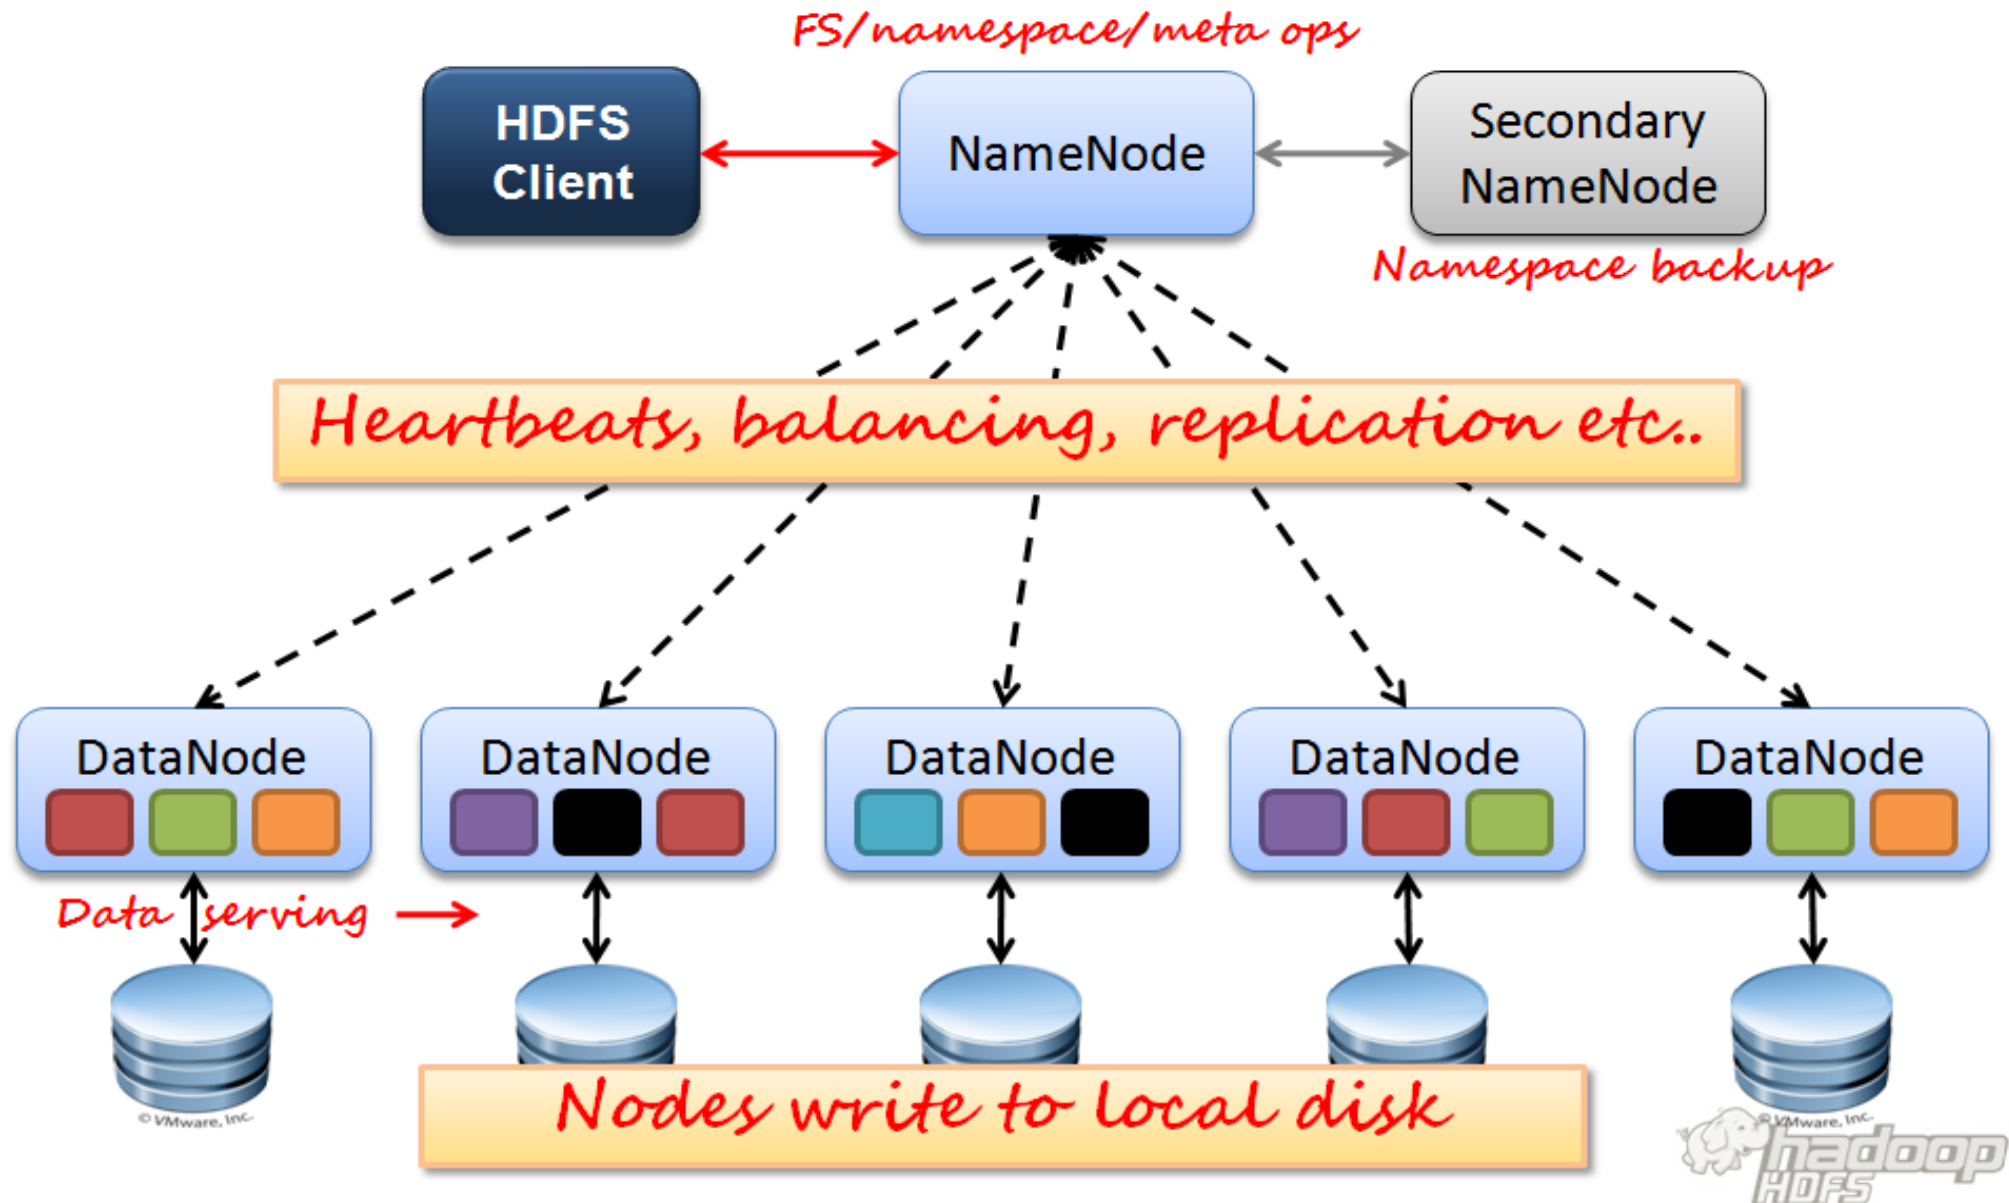 FS/namespace/meta ops
HDFS
Client
NameNode
Secondary
NameNode
Namespace backup
Heartbeats, balancing, replication etc..
DataNode
DataNode
DataNode
DataNode
DataNode
Data serving
Nodes write to local disk
© VMware, Inc.
© VMware, Inc.
hadoop
HDFS